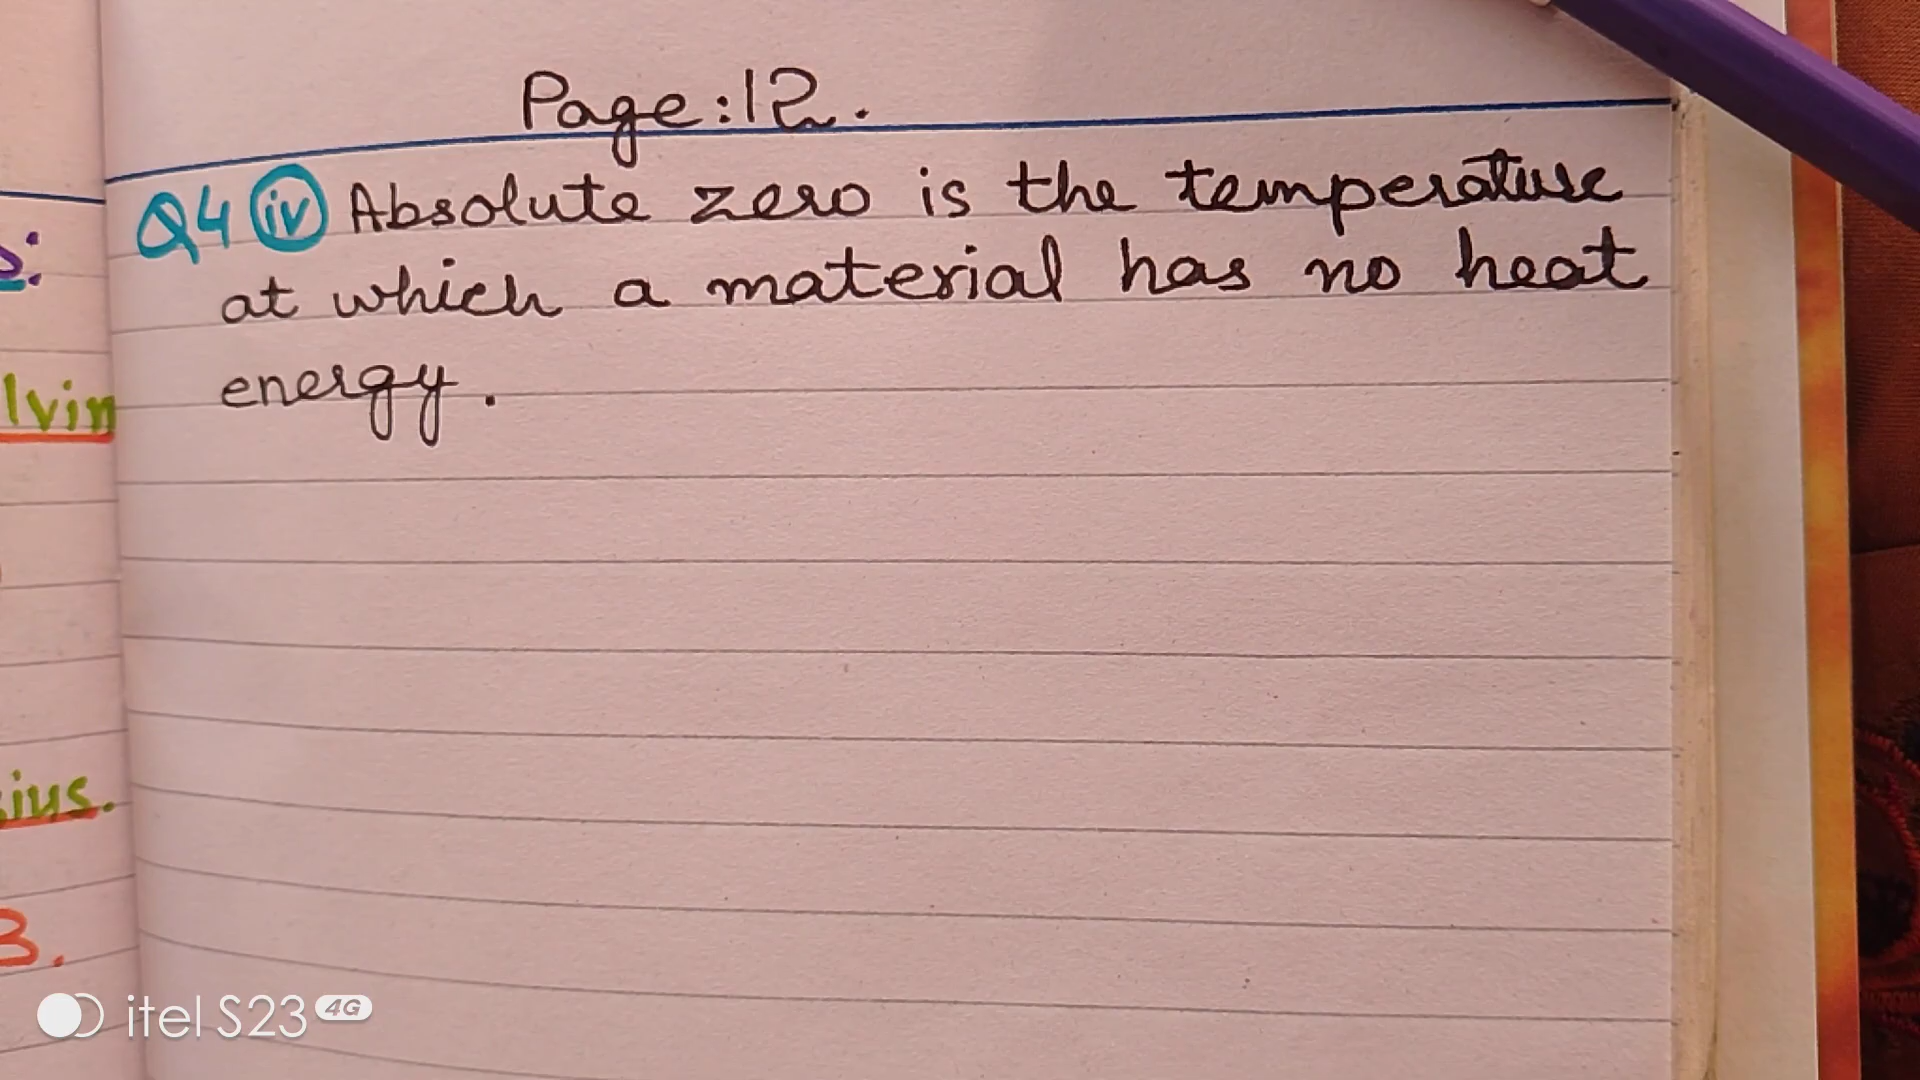 Page:12.
Q4 iv Absolute zero is the temperature
at which a material has no heat
energy.
lvin
ius.
3.
itel S23 4G